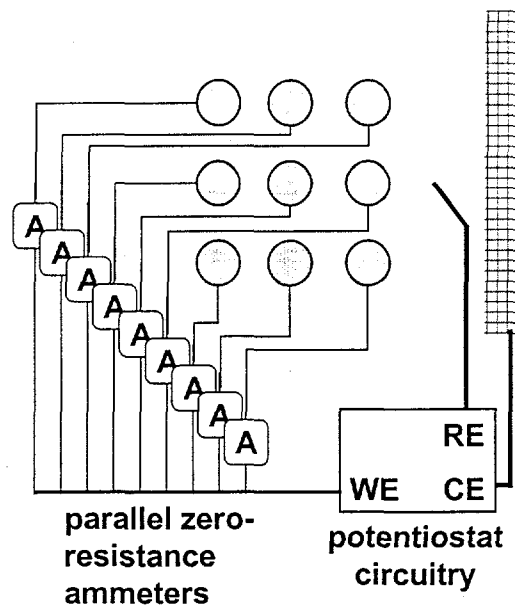 A
A
A
A
A
A
A
A
A
RE
WE CE
parallel zero-
resistance
ammeters
potentiostat
circuitry